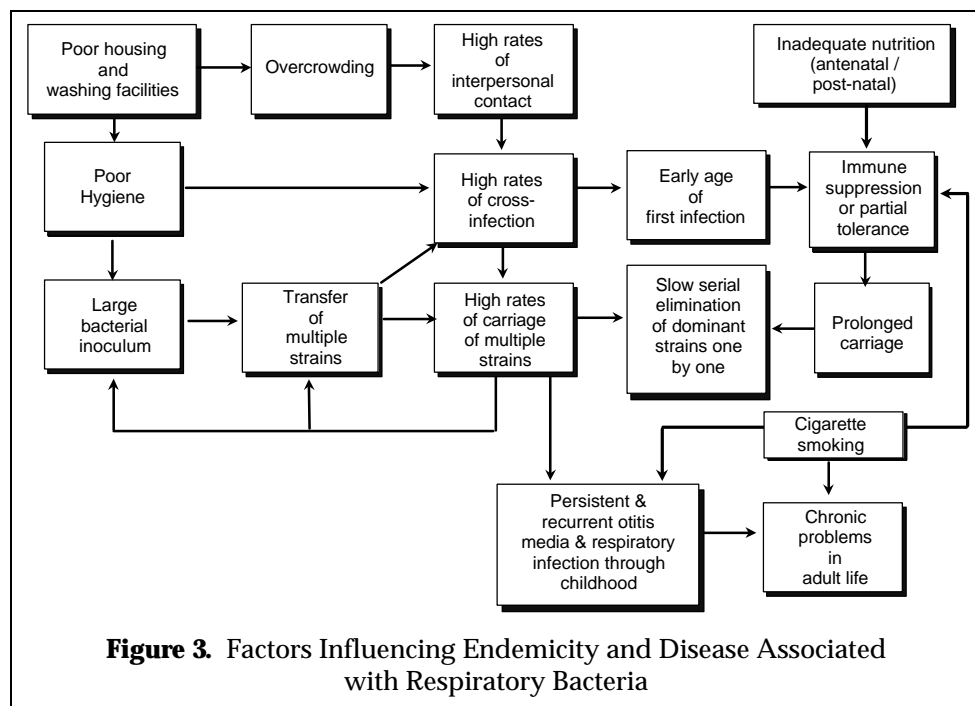 Poor housing
and
washing facilities
Overcrowding
High rates
of
interpersonal
contact
Inadequate nutrition
(antenatal /
post-natal)
Poor
Hygiene
High rates
of cross-
infection
Early age
of
first infection
Immune
suppression
or partial
tolerance
Large
bacterial
inoculum
Transfer
of
multiple
strains
High rates
of carriage
of multiple
strains
Slow serial
elimination
of dominant
strains one
by one
Prolonged
carriage
Cigarette
smoking
Persistent &
recurrent otitis
media & respiratory
infection through
childhood
Chronic
problems
in
adult life
Figure 3. Factors Influencing Endemicity and Disease Associated
with Respiratory Bacteria